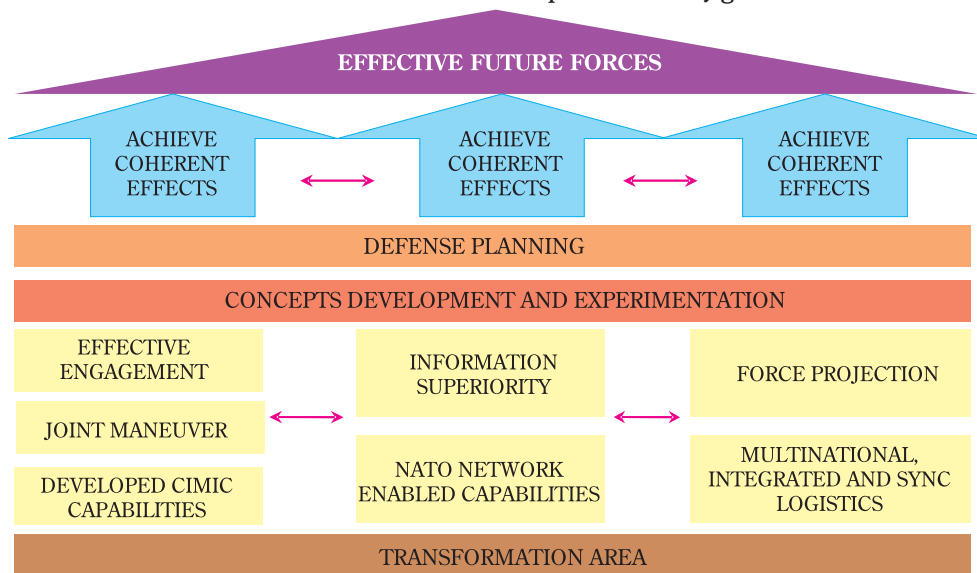 EFFECTIVE FUTURE FORCES
ACHIEVE
COHERENT
EFFECTS
ACHIEVE
COHERENT
EFFECTS
ACHIEVE
COHERENT
EFFECTS
DEFENSE PLANNING
CONCEPTS DEVELOPMENT AND EXPERIMENTATION
EFFECTIVE
ENGAGEMENT
JOINT MANEUVER
DEVELOPED CIMIC
CAPABILITIES
INFORMATION
SUPERIORITY
NATO NETWORK
ENABLED CAPABILITIES
FORCE PROJECTION
MULTINATIONAL,
INTEGRATED AND SYNC
LOGISTICS
TRANSFORMATION AREA